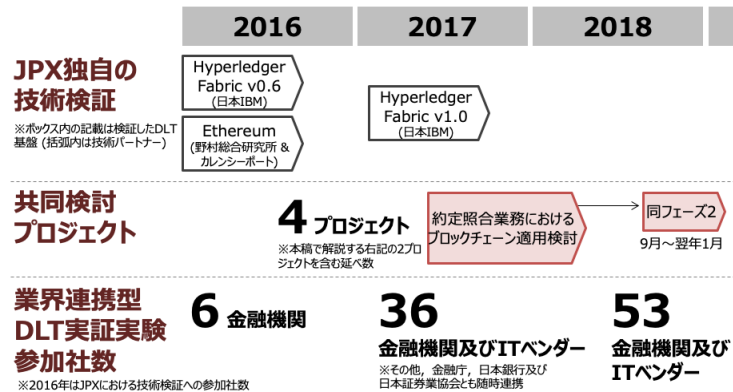 2016
2017
2018
JPX独自の
技術検証
※ボックス内の記載は検証したDLT
基盤 (括弧内は技術パートナー)
Hyperledger
Fabric v0.6
(日本IBM)
Ethereum
(野村総合研究所 &
カレンシーポート)
Hyperledger
Fabric v1.0
(日本IBM)
共同検討
プロジェクト
4 プロジェクト
※本稿で解説する右記の2プロ
ジェクトを含む延べ数
約定照合業務における
ブロックチェーン適用検討
同フェーズ2
9月～翌年1月
業界連携型
DLT実証実験
参加社数
※2016年はJPXにおける技術検証への参加社数
6 金融機関
36
金融機関及びITベンダー
※その他，金融庁，日本銀行及び
日本証券業協会とも随時連携
53
金融機関及び
ITベンダー